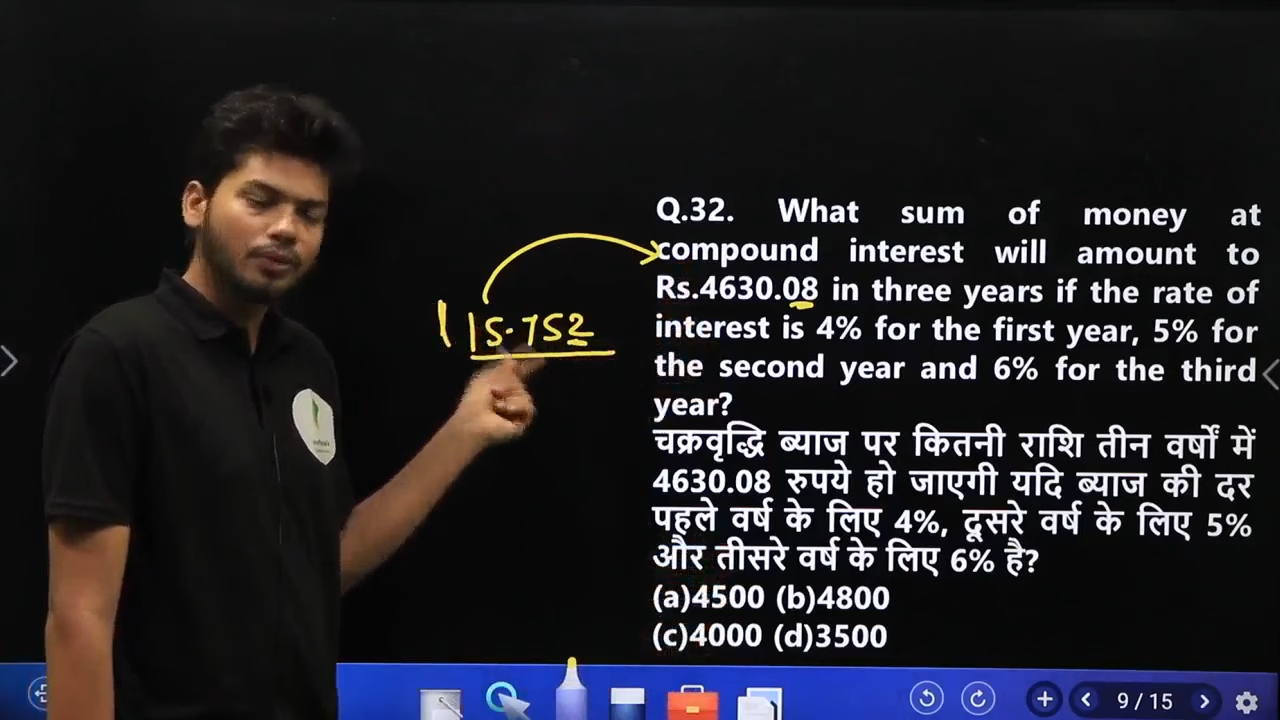 Q.32. What sum of money at
compound interest will amount to
Rs.4630.08 in three years if the rate of
interest is 4% for the first year, 5% for
the second year and 6% for the third
year?
चक्रवृद्धि ब्याज पर कितनी राशि तीन वर्षों में
4630.08 रुपये हो जाएगी यदि ब्याज की दर
पहले वर्ष के लिए 4%, दूसरे वर्ष के लिए 5%
और तीसरे वर्ष के लिए 6% है?
(a)4500 (b)4800
(c)4000 (d)3500
115.752
9 / 15